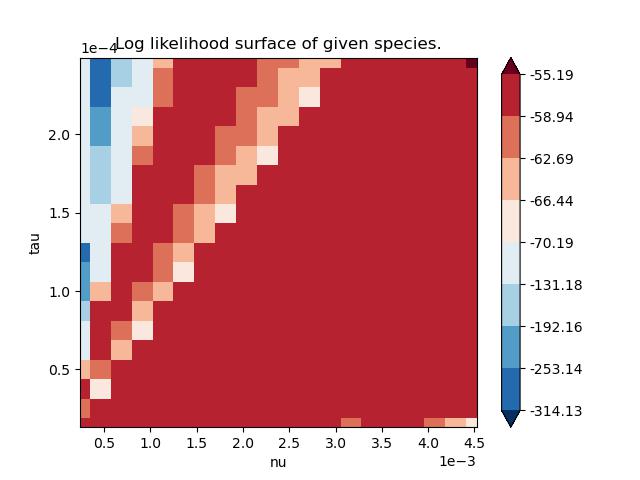 Log likelihood surface of given species.
1e−4
2.0
1.5
1.0
0.5
tau
0.5 1.0 1.5 2.0 2.5 3.0 3.5 4.0 4.5
nu
1e−3
-55.19
-58.94
-62.69
-66.44
-70.19
-131.18
-192.16
-253.14
-314.13